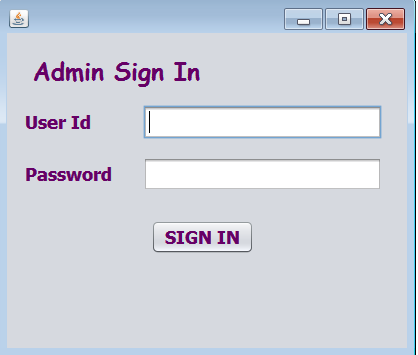 Admin Sign In
User Id
Password
SIGN IN